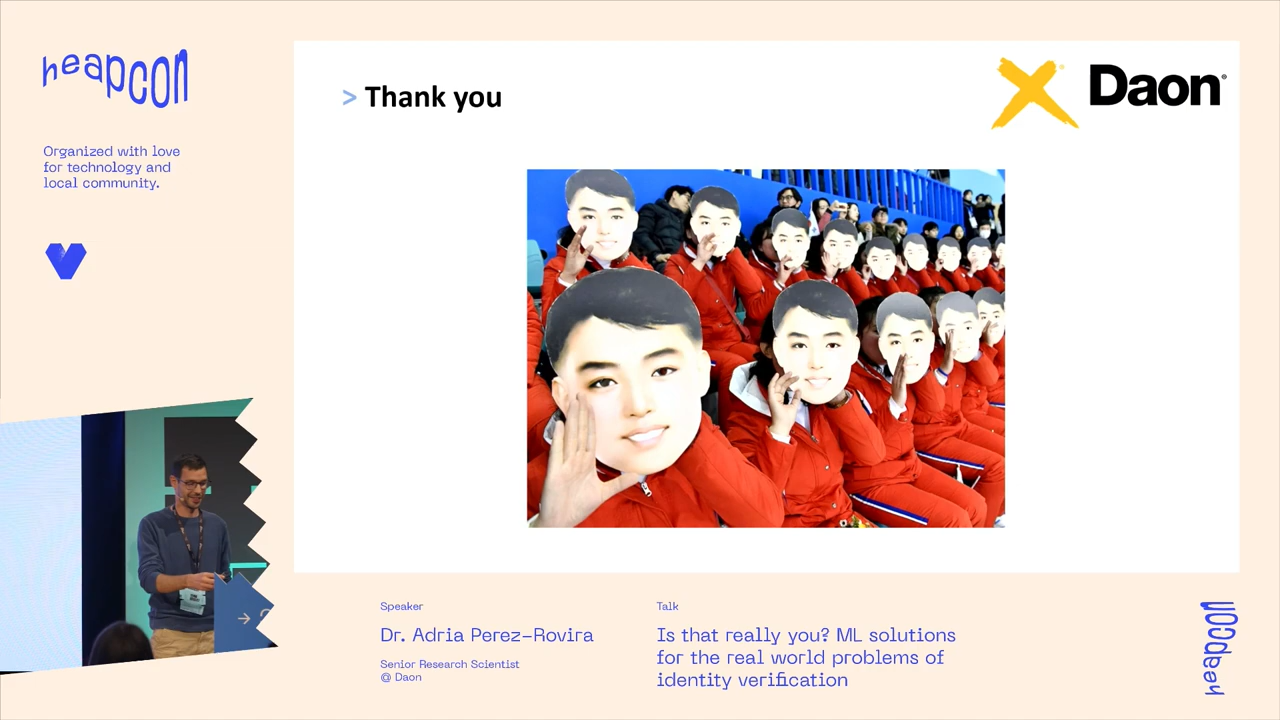 heapcon
Organized with love
for technology and
local community.
> Thank you
Daon
Speaker
Dr. Adria Perez-Rovira
Senior Research Scientist
@ Daon
Talk
Is that really you? ML solutions
for the real world problems of
identity verification
heapcon